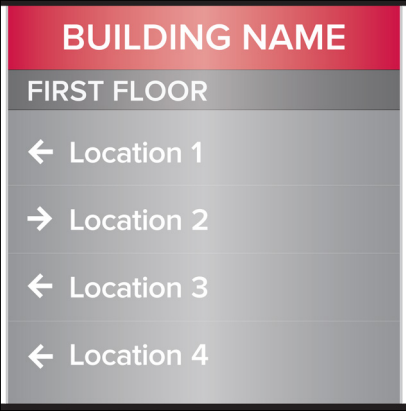 BUILDING NAME
FIRST FLOOR
← Location 1
→ Location 2
← Location 3
← Location 4